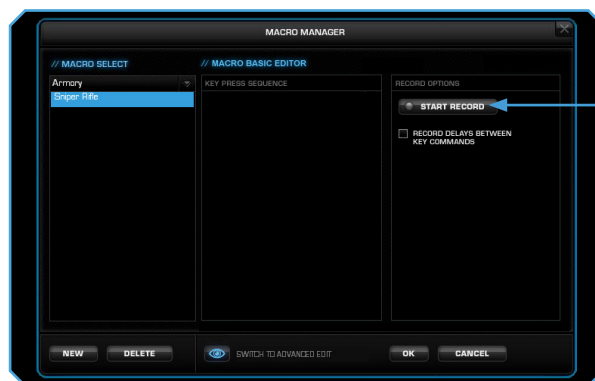 MACRO MANAGER
// MACRO SELECT
// MACRO BASIC EDITOR
Armory
KEY PRESS SEQUENCE
RECORD OPTIONS
Sniper Rifle
START RECORD
RECORD DELAYS BETWEEN
KEY COMMANDS
NEW
DELETE
SWITCH TO ADVANCED EDIT
OK
CANCEL